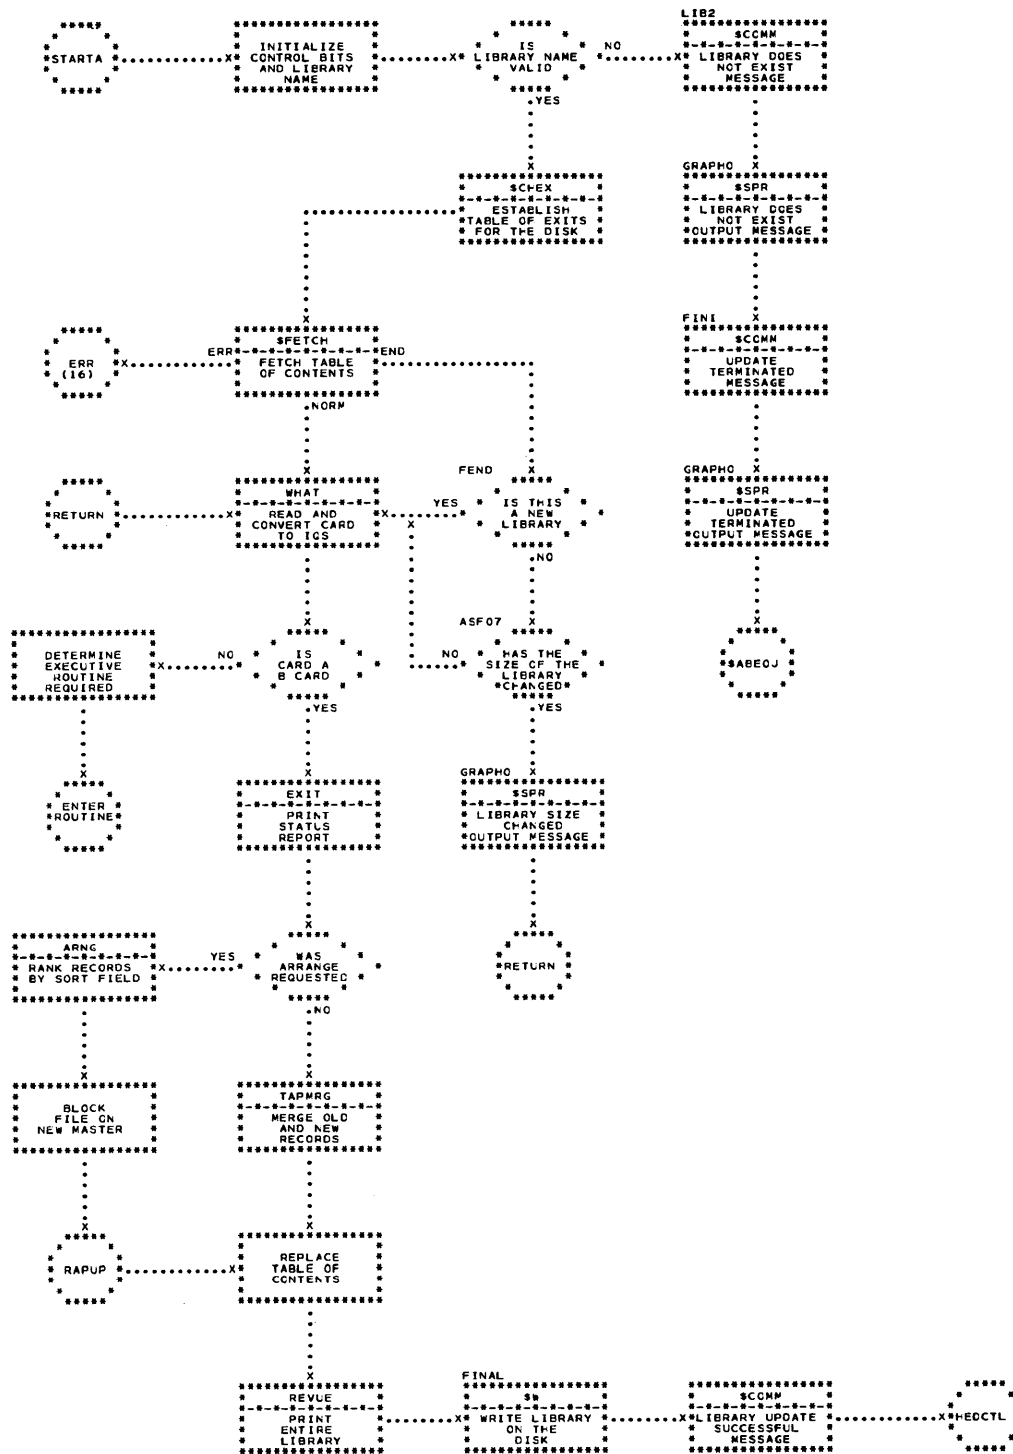 LIB2
STARTA
INITIALIZE
CONTROL BITS
AND LIBRARY
NAME
IS
LIBRARY NAME
VALID
NO
YES
$CCMM
LIBRARY DOES
NOT EXIST
MESSAGE
$CHEX
ESTABLISH
TABLE OF EXITS
FOR THE DISK
GRAPHO
$SPR
LIBRARY DOES
NOT EXIST
OUTPUT MESSAGE
ERR
(16)
ERR
$FETCH
FETCH TABLE
OF CONTENTS
END
NORM
FINI
$CCMM
UPDATE
TERMINATED
MESSAGE
RETURN
WHAT
READ AND
CONVERT CARD
TO IGS
YES
FEND
IS THIS
A NEW
LIBRARY
NO
GRAPHO
$SPR
UPDATE
TERMINATED
OUTPUT MESSAGE
DETERMINE
EXECUTIVE
ROUTINE
REQUIRED
NO
IS
CARD A
B CARD
YES
NO
ASF07
HAS THE
SIZE OF THE
LIBRARY
CHANGED
YES
$ABEOJ
ENTER
ROUTINE
EXIT
PRINT
STATUS
REPORT
GRAPHO
$SPR
LIBRARY SIZE
CHANGED
OUTPUT MESSAGE
ARNG
RANK RECORDS
BY SORT FIELD
YES
WAS
ARRANGE
REQUESTED
NO
RETURN
BLOCK
FILE ON
NEW MASTER
TAPMRG
MERGE OLD
AND NEW
RECORDS
RAPUP
REPLACE
TABLE OF
CONTENTS
REVUE
PRINT
ENTIRE
LIBRARY
FINAL
$W
WRITE LIBRARY
ON THE
DISK
$CCMM
LIBRARY UPDATE
SUCCESSFUL
MESSAGE
HEDCTL